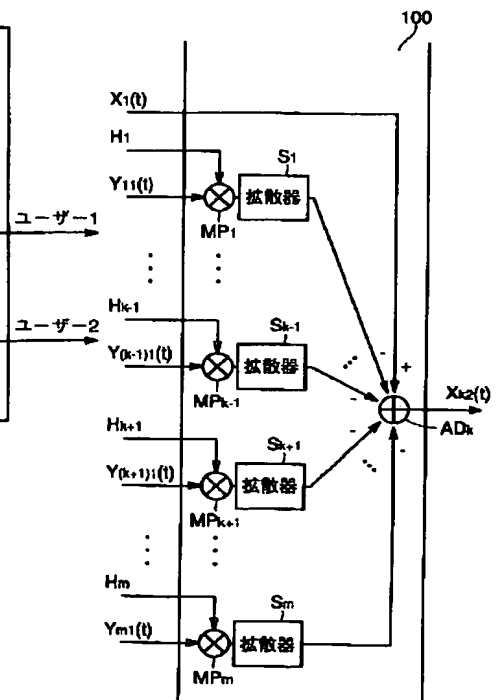 100
X1(t)
H1
S1
Y11(t)
拡散器
MP1
ユーザー1
Hk-1
Sk-1
ユーザー2
Y(k-1)1(t)
拡散器
MPk-1
- +
-
Xk2(t)
ADk
Hk+1
Sk+1
- -
Y(k+1)1(t)
拡散器
MPk+1
Hm
Sm
Ym1(t)
拡散器
MPm